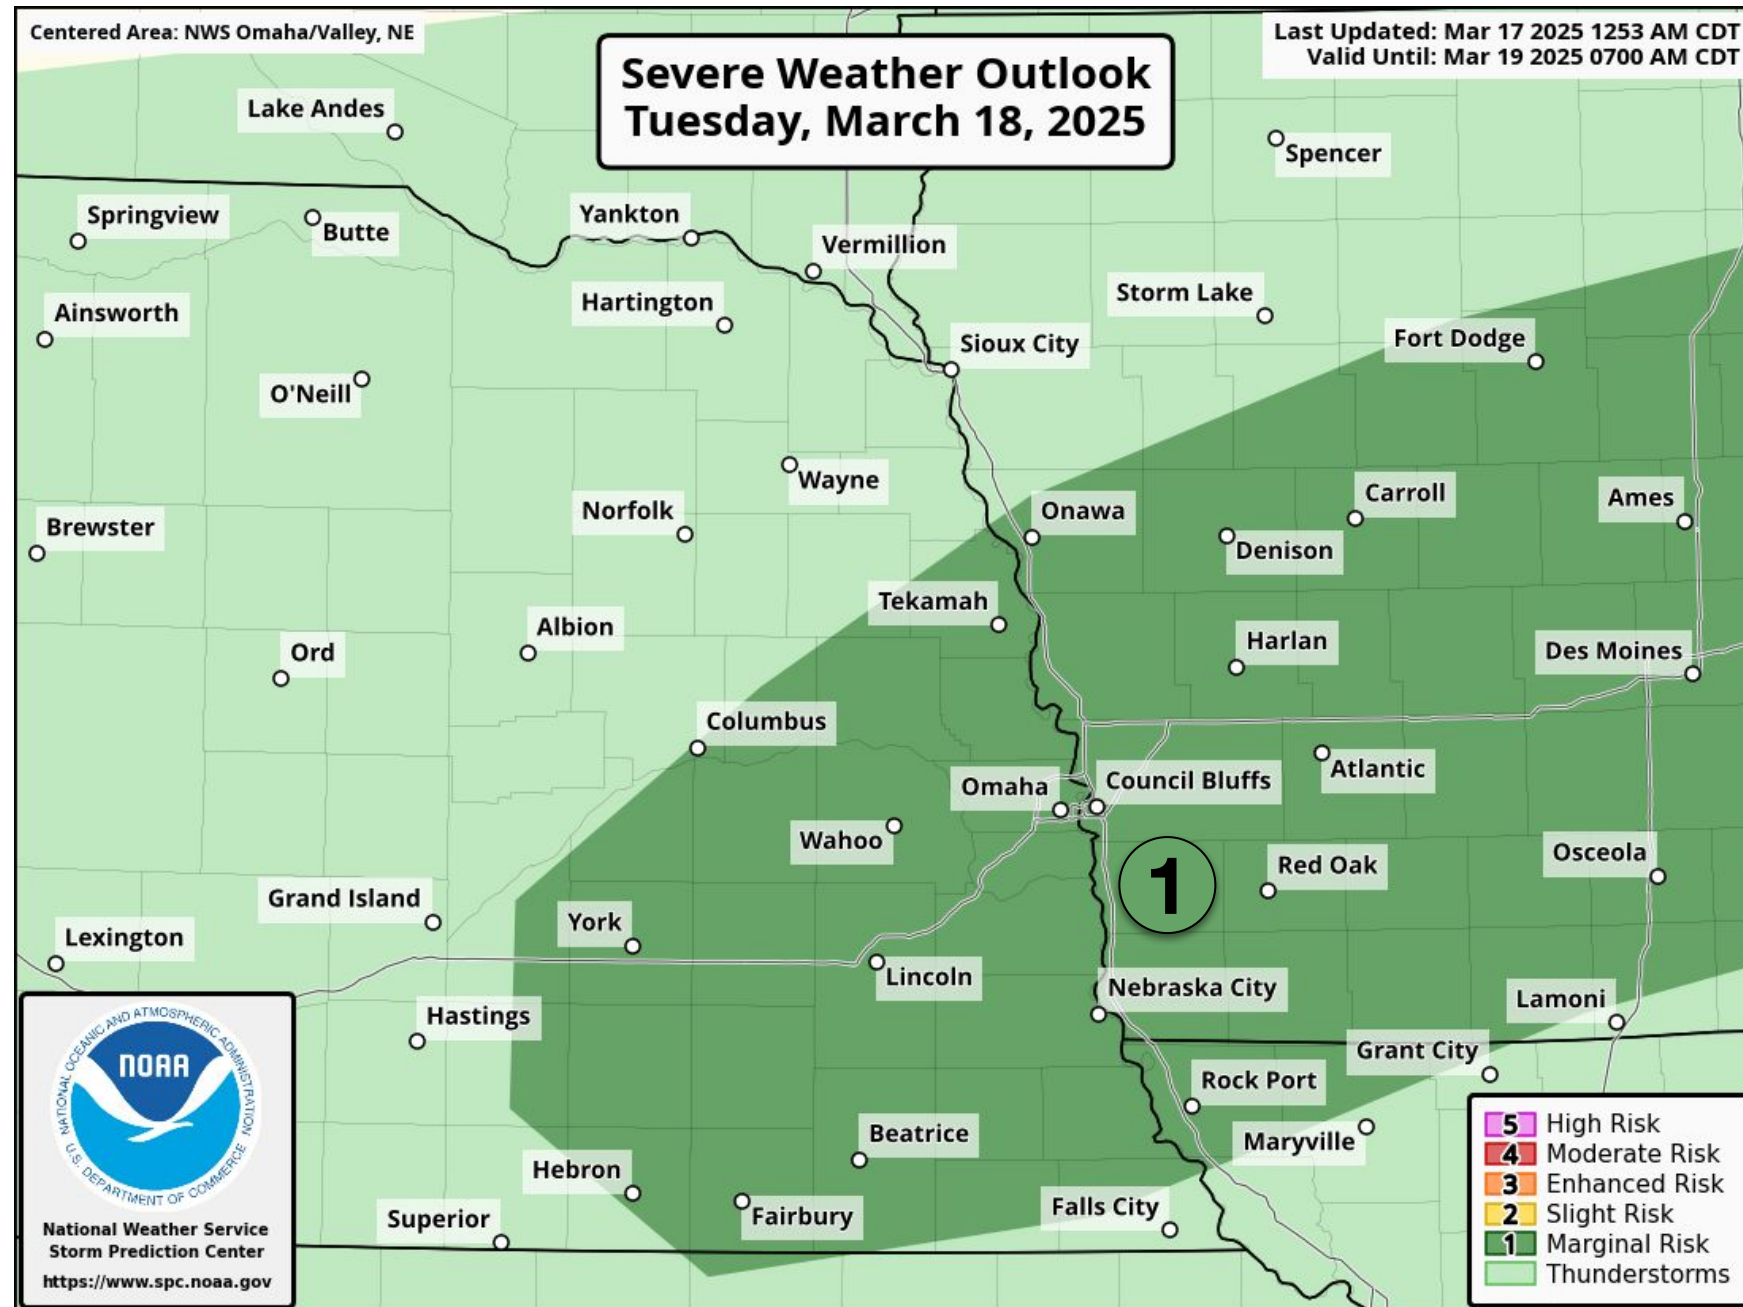 Centered Area: NWS Omaha/Valley, NE
Last Updated: Mar 17 2025 1253 AM CDT
Valid Until: Mar 19 2025 0700 AM CDT
Severe Weather Outlook
Tuesday, March 18, 2025
Lake Andes
Spencer
Springview
Butte
Yankton
Vermillion
Ainsworth
Hartington
Storm Lake
Sioux City
Fort Dodge
O'Neill
Wayne
Norfolk
Onawa
Carroll
Ames
Brewster
Denison
Tekamah
Albion
Harlan
Ord
Des Moines
Columbus
Omaha
Council Bluffs
Atlantic
Wahoo
Red Oak
Osceola
1
Grand Island
York
Lexington
Lincoln
Nebraska City
Lamoni
Hastings
Grant City
Rock Port
Beatrice
Maryville
Hebron
Falls City
Fairbury
Superior
NATIONAL OCEANIC AND ATMOSPHERIC ADMINISTRATION
NOAA
U.S. DEPARTMENT OF COMMERCE
National Weather Service
Storm Prediction Center
https://www.spc.noaa.gov
5 High Risk
4 Moderate Risk
3 Enhanced Risk
2 Slight Risk
1 Marginal Risk
Thunderstorms